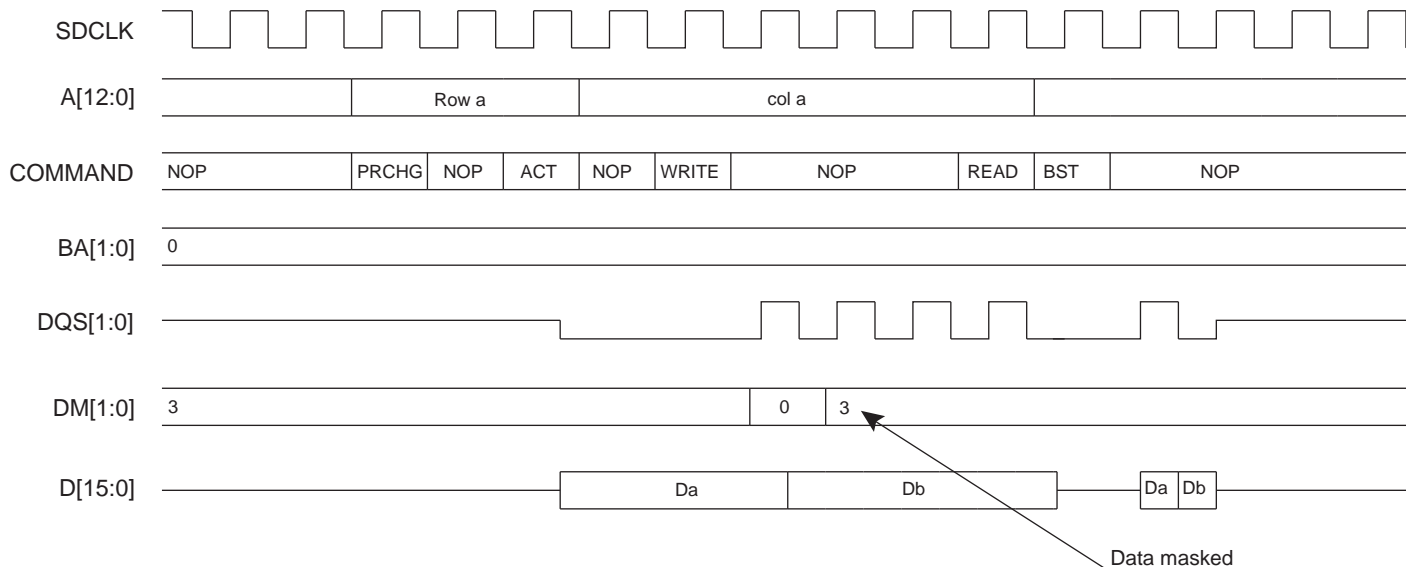 SDCLK
A[12:0] Row a col a
COMMAND NOP PRCHG NOP ACT NOP WRITE NOP READ BST NOP
BA[1:0] 0
DQS[1:0]
DM[1:0] 3 0 3
D[15:0] Da Db Da Db
Data masked